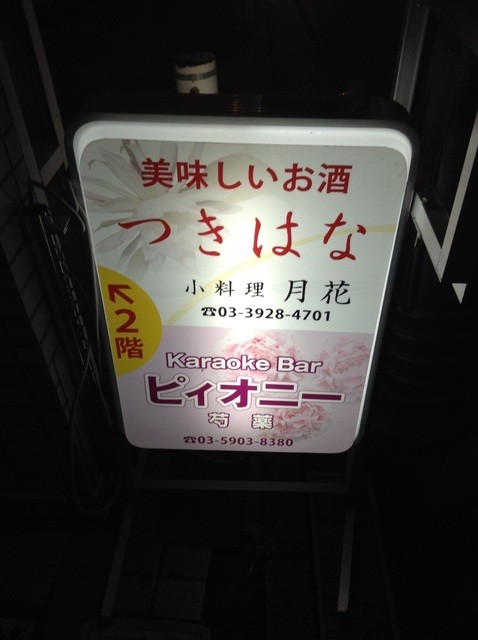 美味しいお酒
つきはな
小料理 月花
☎03-3928-4701
↖2階
Karaoke Bar
ピィオニー
芍薬
☎03-5903-8380